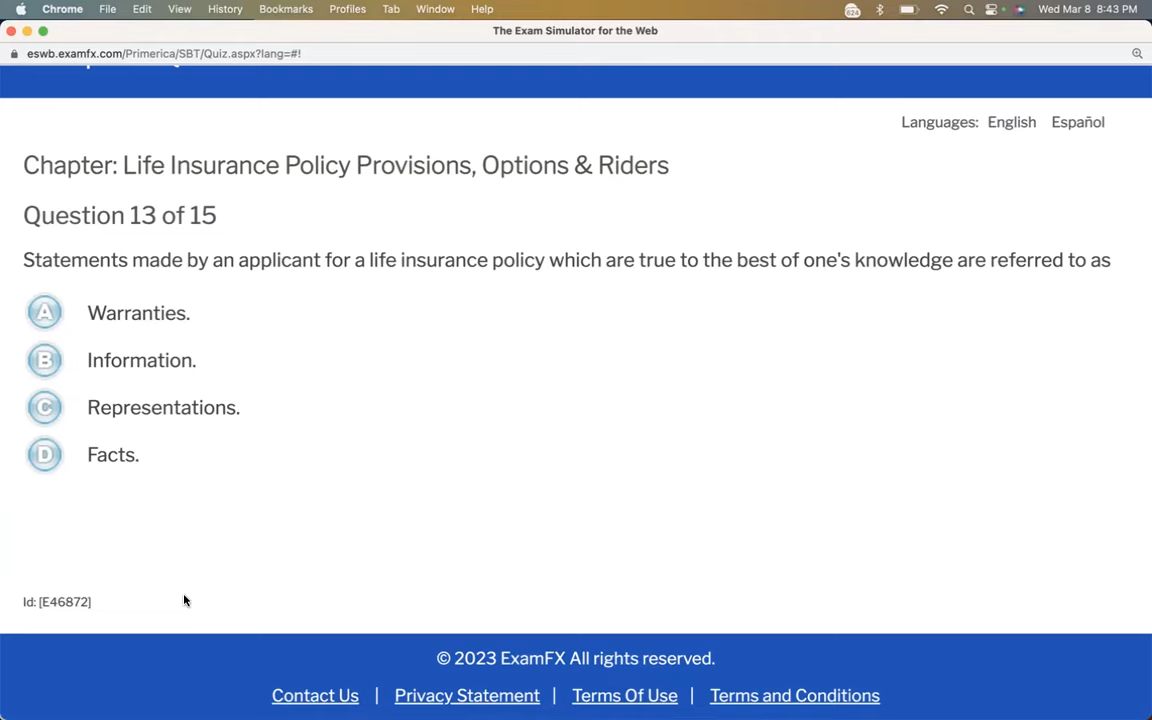 Chrome File Edit View History Bookmarks Profiles Tab Window Help Wed Mar 8 8:43 PM
The Exam Simulator for the Web
eswb.examfx.com/Primerica/SBT/Quiz.aspx?lang=#!
Languages: English Español
Chapter: Life Insurance Policy Provisions, Options & Riders
Question 13 of 15
Statements made by an applicant for a life insurance policy which are true to the best of one's knowledge are referred to as
A Warranties.
B Information.
C Representations.
D Facts.
Id: [E46872]
© 2023 ExamFX All rights reserved.
Contact Us | Privacy Statement | Terms Of Use | Terms and Conditions